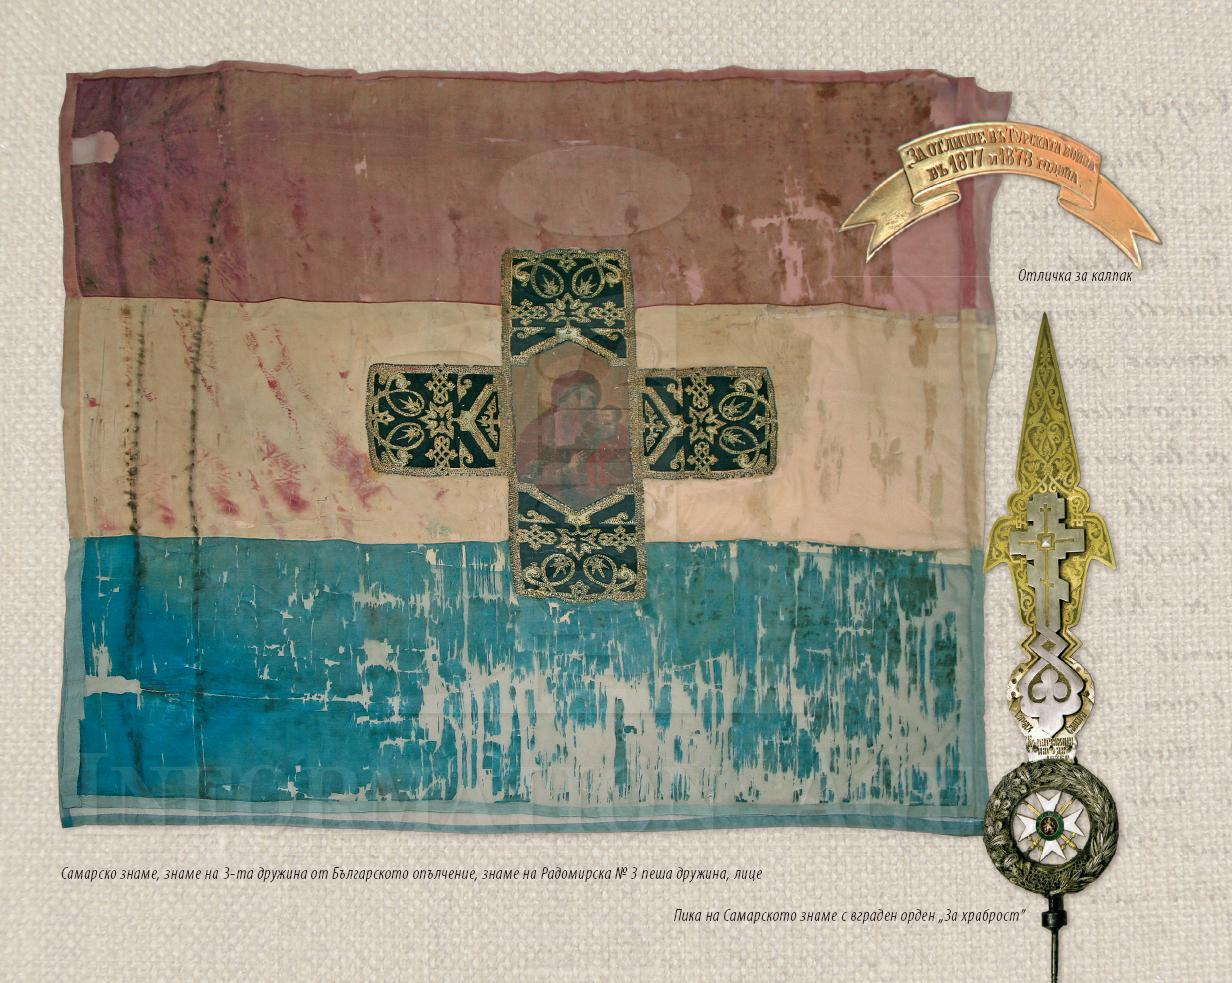 За отличие въ Турската война
въ 1877 и 1878 година.
Отличка за калпак
Самарско знаме, знаме на 3-та дружина от Българското опълчение, знаме на Радомирска № 3 пеша дружина, лице
Пика на Самарското знаме с вграден орден „За храброст”